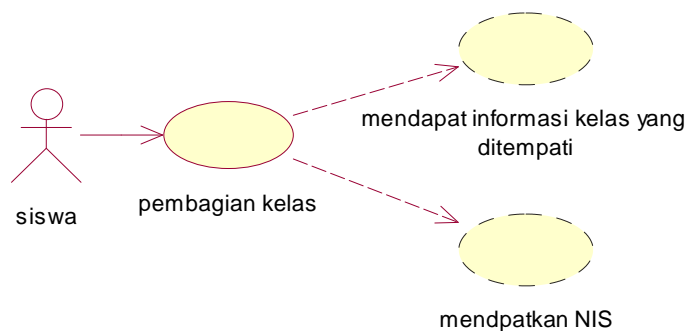 mendapat informasi kelas yang
ditempati
siswa
pembagian kelas
mendpatkan NIS